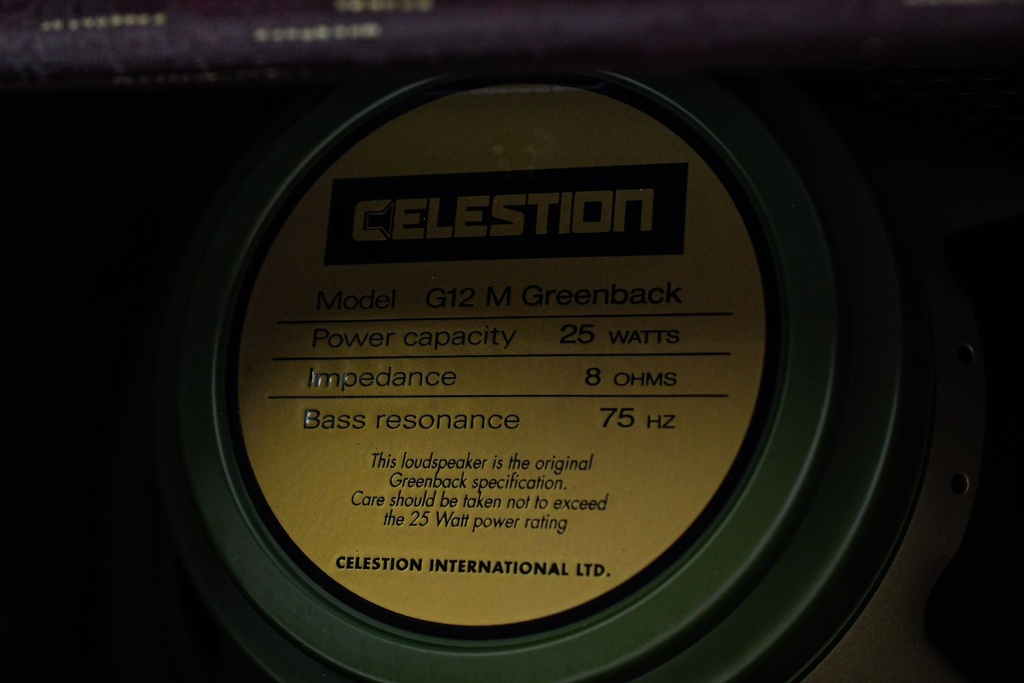 CELESTION
Model G12 M Greenback
Power capacity 25 WATTS
Impedance 8 OHMS
Bass resonance 75 HZ
This loudspeaker is the original
Greenback specification.
Care should be taken not to exceed
the 25 Watt power rating
CELESTION INTERNATIONAL LTD.